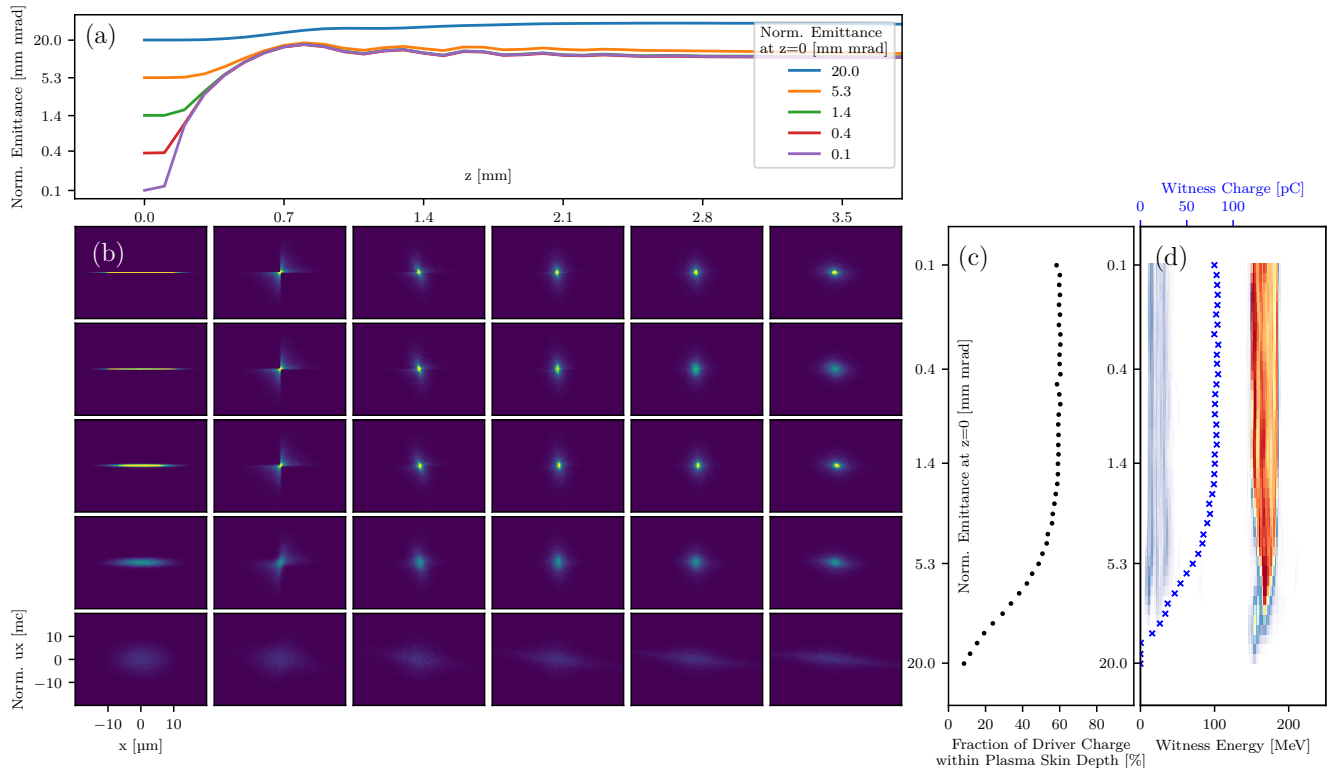 (a)
Norm. Emittance [mm mrad]
20.0
5.3
1.4
0.4
0.1
Norm. Emittance
at z=0 [mm mrad]
20.0
5.3
1.4
0.4
0.1
z [mm]
0.0 0.7 1.4 2.1 2.8 3.5
(b)
Norm. ux [mc]
10
0
−10
−10 0 10
x [µm]
(c)
Norm. Emittance at z=0 [mm mrad]
0.1
0.4
1.4
5.3
20.0
0 20 40 60 80
Fraction of Driver Charge
within Plasma Skin Depth [%]
Witness Charge [pC]
0 50 100
(d)
0.1
0.4
1.4
5.3
20.0
0 100 200
Witness Energy [MeV]